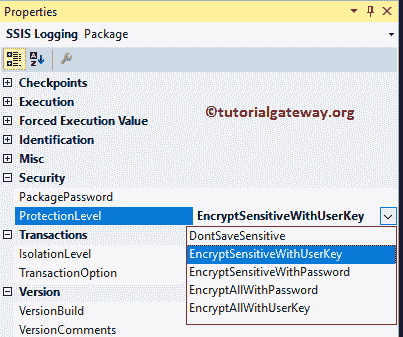 Properties
SSIS Logging Package
Checkpoints
Execution
Forced Execution Value
©tutorialgateway.org
Identification
Misc
Security
PackagePassword
ProtectionLevel EncryptSensitiveWithUserKey
Transactions DontSaveSensitive
IsolationLevel EncryptSensitiveWithUserKey
TransactionOption EncryptSensitiveWithPassword
Version EncryptAllWithPassword
VersionBuild EncryptAllWithUserKey
VersionComments